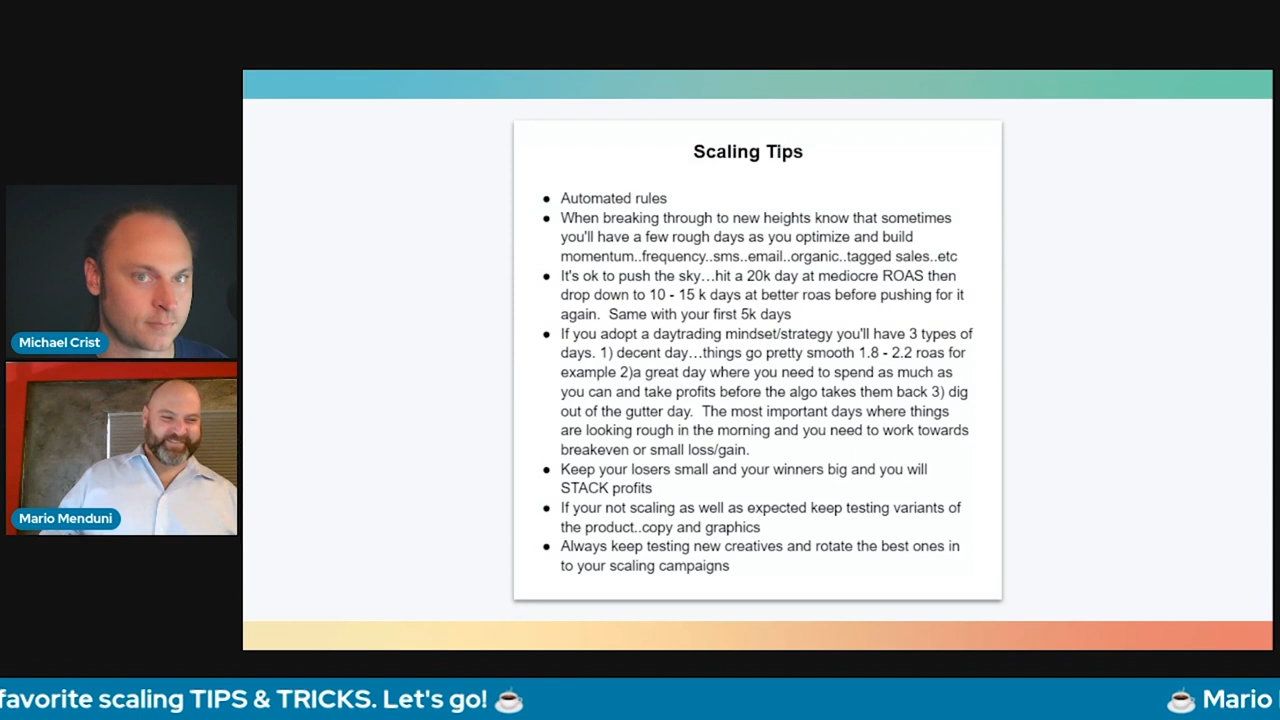 Scaling Tips
● Automated rules
● When breaking through to new heights know that sometimes
you'll have a few rough days as you optimize and build
momentum..frequency..sms..email..organic..tagged sales..etc
● It's ok to push the sky…hit a 20k day at mediocre ROAS then
drop down to 10 - 15 k days at better roas before pushing for it
again.  Same with your first 5k days
● If you adopt a daytrading mindset/strategy you'll have 3 types of
days. 1) decent day…things go pretty smooth 1.8 - 2.2 roas for
example 2)a great day where you need to spend as much as
you can and take profits before the algo takes them back 3) dig
out of the gutter day.  The most important days where things
are looking rough in the morning and you need to work towards
breakeven or small loss/gain.
● Keep your losers small and your winners big and you will
STACK profits
● If your not scaling as well as expected keep testing variants of
the product..copy and graphics
● Always keep testing new creatives and rotate the best ones in
to your scaling campaigns
Michael Crist
Mario Menduni
favorite scaling TIPS & TRICKS. Let's go! ☕
☕ Mario